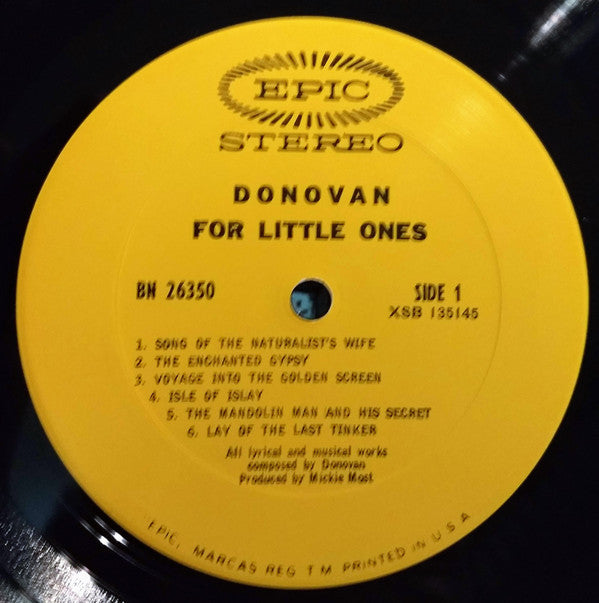 EPIC
STEREO
DONOVAN
FOR LITTLE ONES
BN 26350
SIDE 1
XSB 135145
1. SONG OF THE NATURALIST'S WIFE
2. THE ENCHANTED GYPSY
3. VOYAGE INTO THE GOLDEN SCREEN
4. ISLE OF ISLAY
5. THE MANDOLIN MAN AND HIS SECRET
6. LAY OF THE LAST TINKER
All lyrical and musical works
composed by Donovan
Produced by Mickie Most
EPIC, MARCAS REG T M PRINTED IN U.S.A.